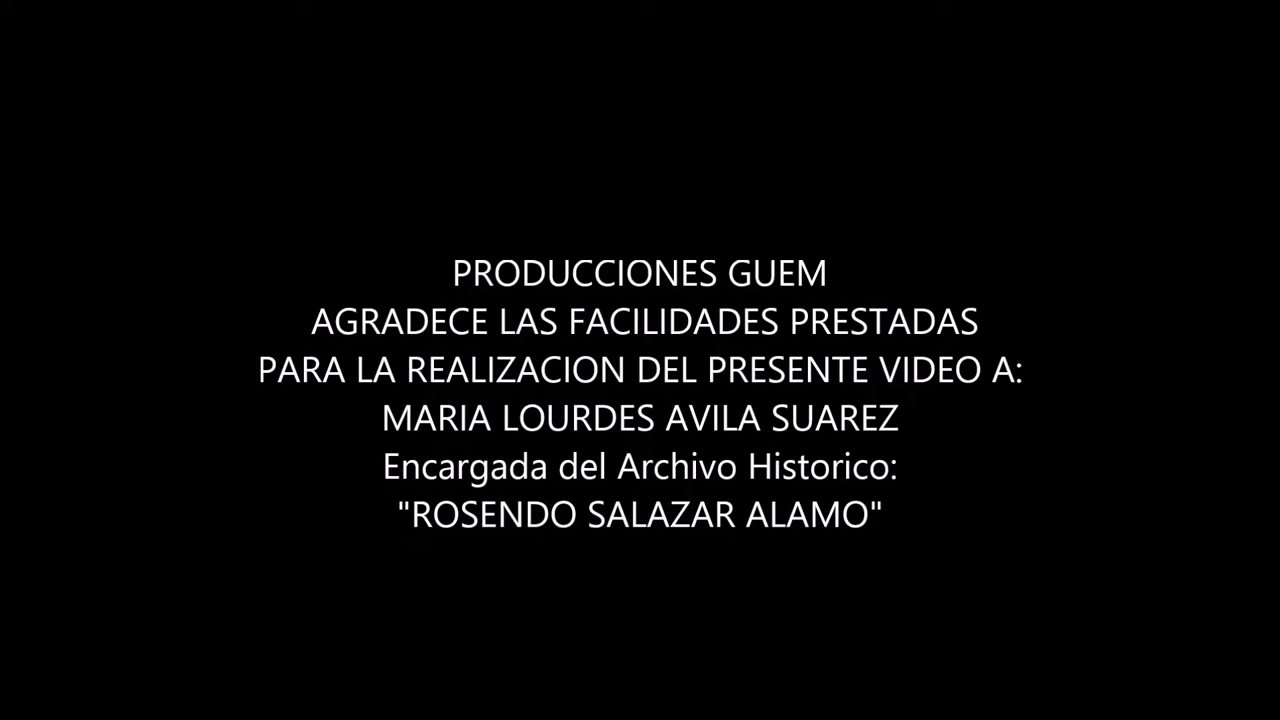 PRODUCCIONES GUEM
AGRADECE LAS FACILIDADES PRESTADAS
PARA LA REALIZACION DEL PRESENTE VIDEO A:
MARIA LOURDES AVILA SUAREZ
Encargada del Archivo Historico:
"ROSENDO SALAZAR ALAMO"